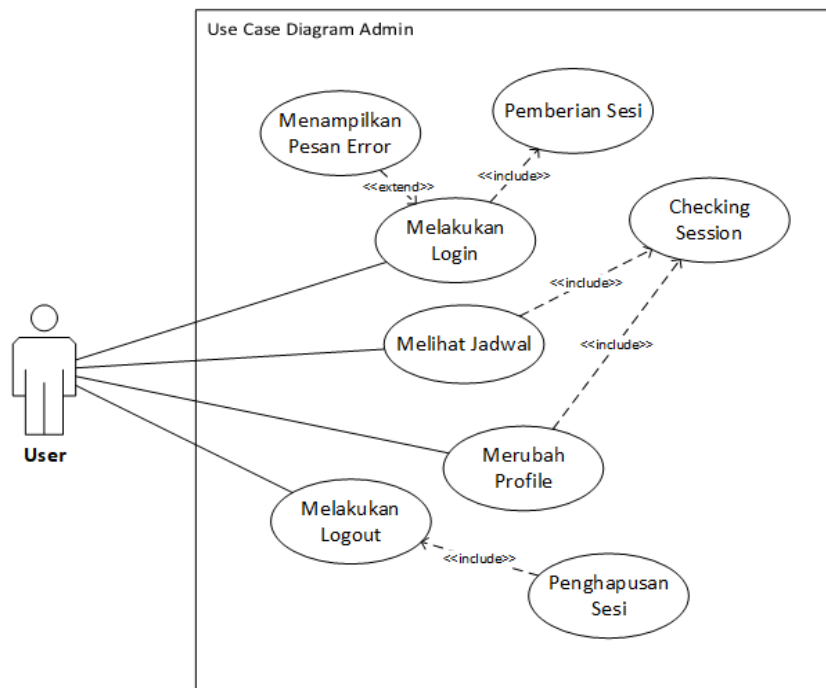 Use Case Diagram Admin
Pemberian Sesi
Menampilkan
Pesan Error
<<include>>
<<extend>>
Checking
Session
Melakukan
Login
<<include>>
Melihat Jadwal
<<include>>
User
Merubah
Profile
Melakukan
Logout
<<include>>
Penghapusan
Sesi